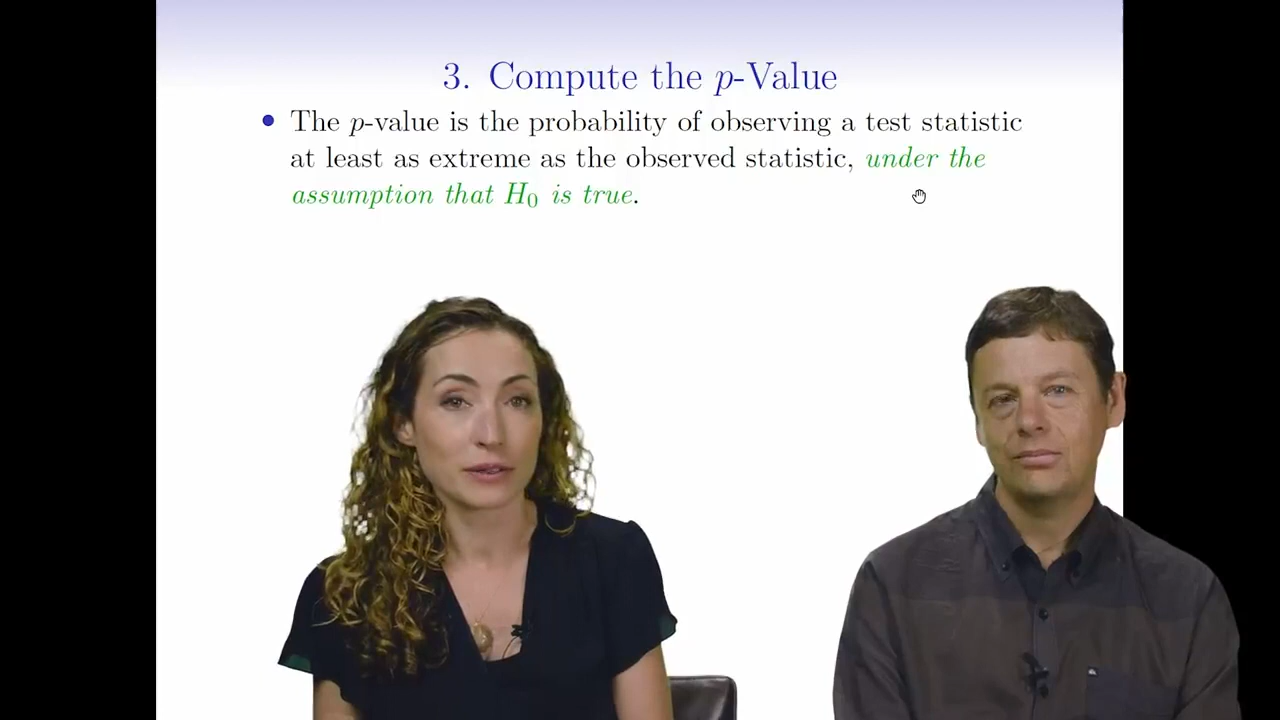 3. Compute the p-Value
• The p-value is the probability of observing a test statistic
at least as extreme as the observed statistic, under the
assumption that H₀ is true.